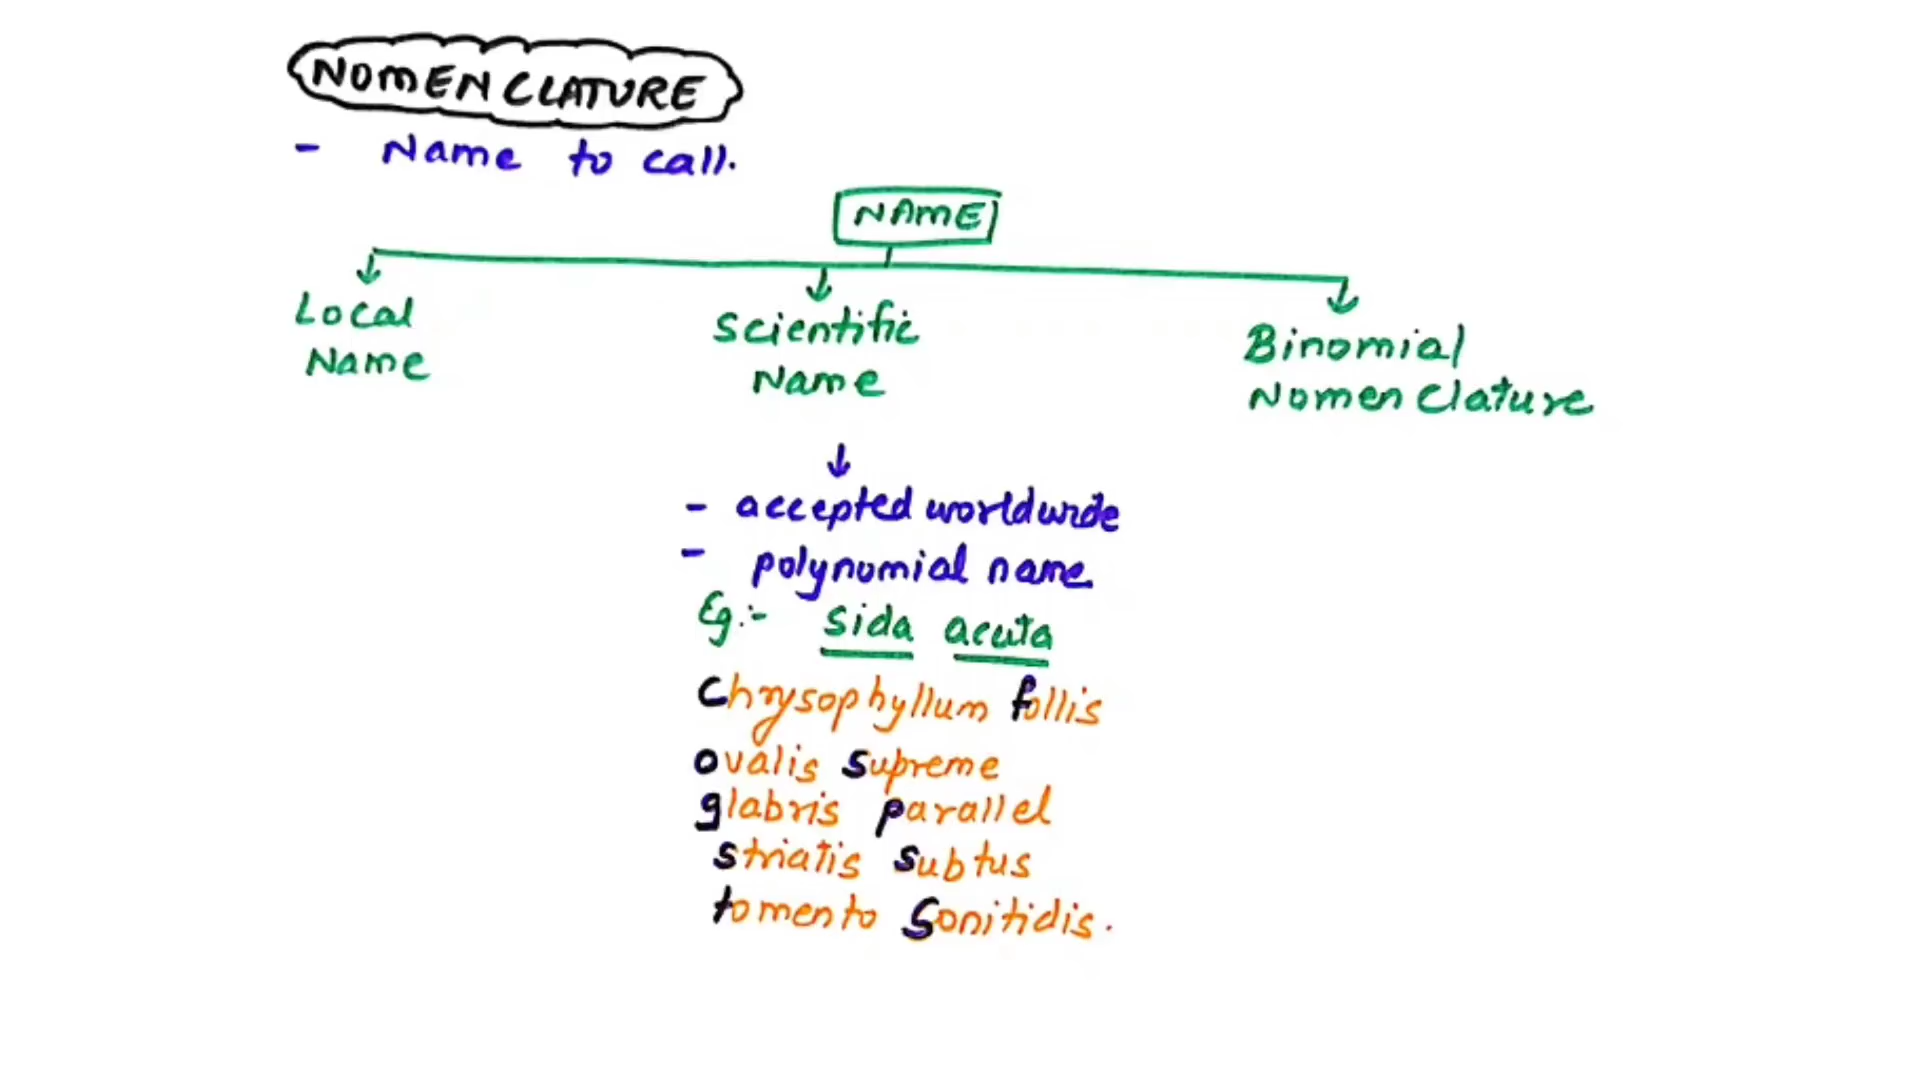 NOMENCLATURE
- Name to call.
NAME
Local
Name
Scientific
Name
Binomial
Nomenclature
- accepted worldwide
- polynomial name
Eg:- Sida acuta
Chrysophyllum follis
ovalis supreme
glabris parallel
striatis subtus
tomento Sonitidis.